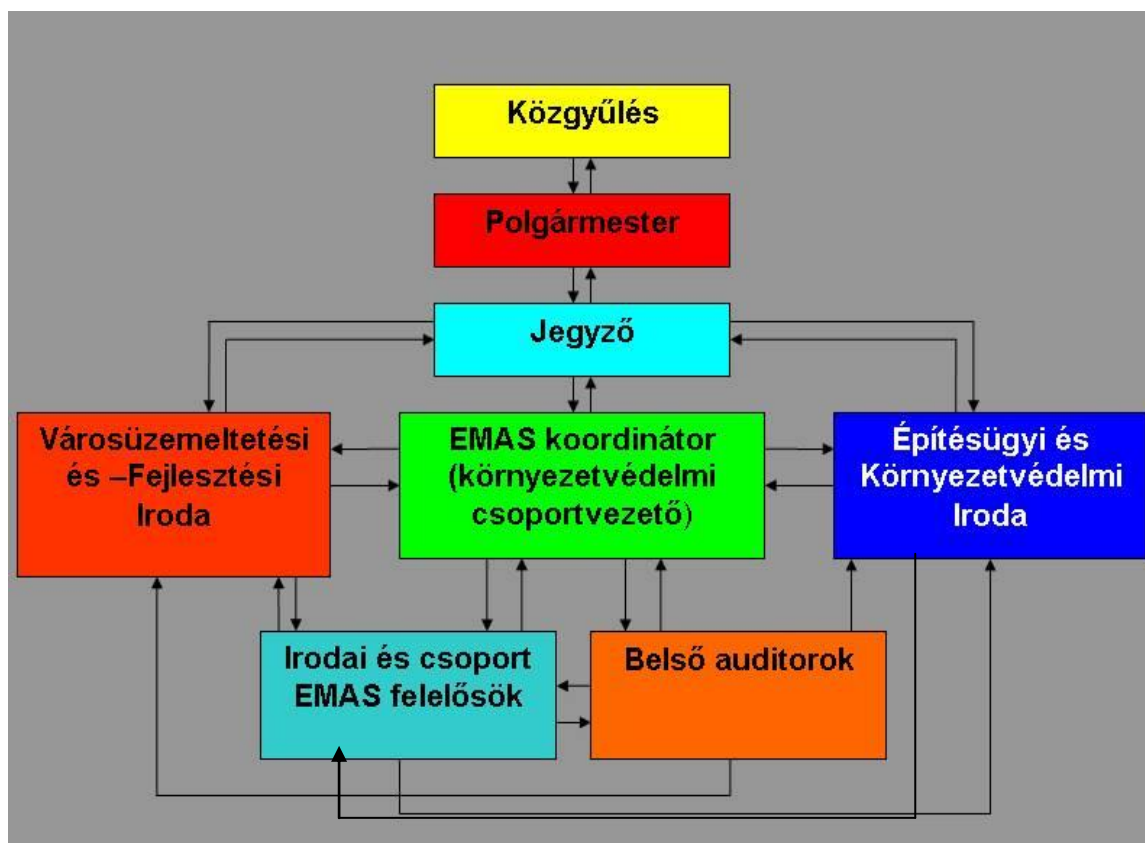 Közgyűlés
Polgármester
Jegyző
Városüzemeltetési
és –Fejlesztési
Iroda
EMAS koordinátor
(környezetvédelmi
csoportvezető)
Építésügyi és
Környezetvédelmi
Iroda
Irodai és csoport
EMAS felelősök
Belső auditorok